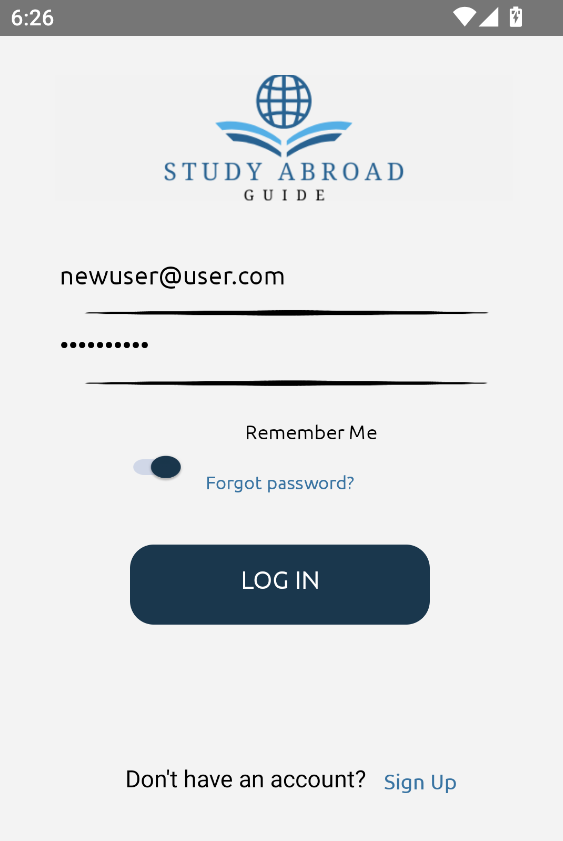 6:26
STUDY ABROAD
GUIDE
newuser@user.com
••••••••••
Remember Me
Forgot password?
LOG IN
Don't have an account? Sign Up